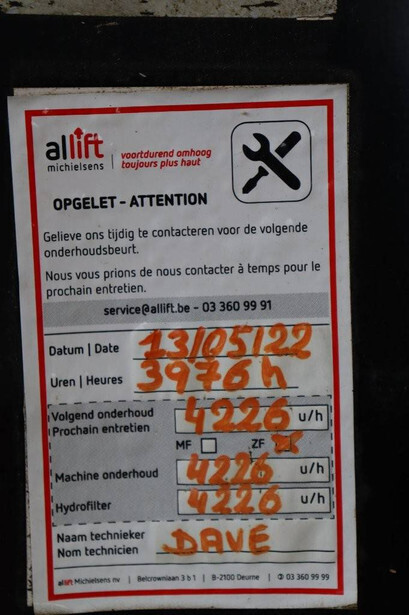 allift
michielsens
voortdurend omhoog
toujours plus haut
OPGELET - ATTENTION
Gelieve ons tijdig te contacteren voor de volgende
onderhoudsbeurt.
Nous vous prions de nous contacter à temps pour le
prochain entretien.
service@allift.be - 03 360 99 91
Datum | Date 13/05/22
Uren | Heures 3976 h
Volgend onderhoud
Prochain entretien 4226 u/h
MF ZF
Machine onderhoud 4226 u/h
Hydrofilter 4226 u/h
Naam technieker
Nom technicien DAVE
allift Michielsens nv | Belcrownlaan 3 b 1 | B-2100 Deurne | 03 360 99 99